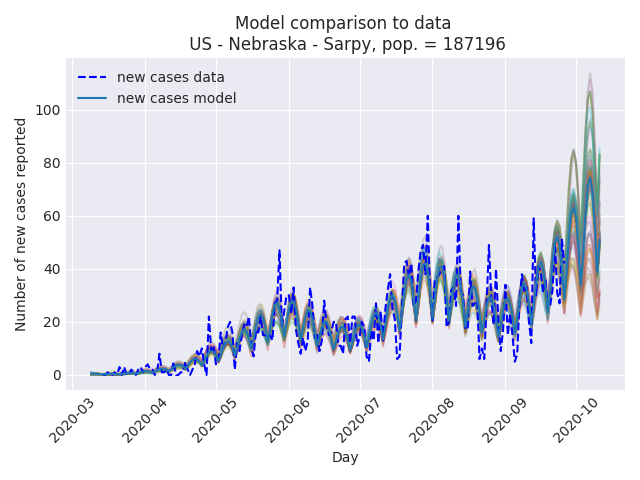 Model comparison to data
US - Nebraska - Sarpy, pop. = 187196
new cases data
new cases model
Number of new cases reported
100
80
60
40
20
0
2020-03
2020-04
2020-05
2020-06
2020-07
2020-08
2020-09
2020-10
Day